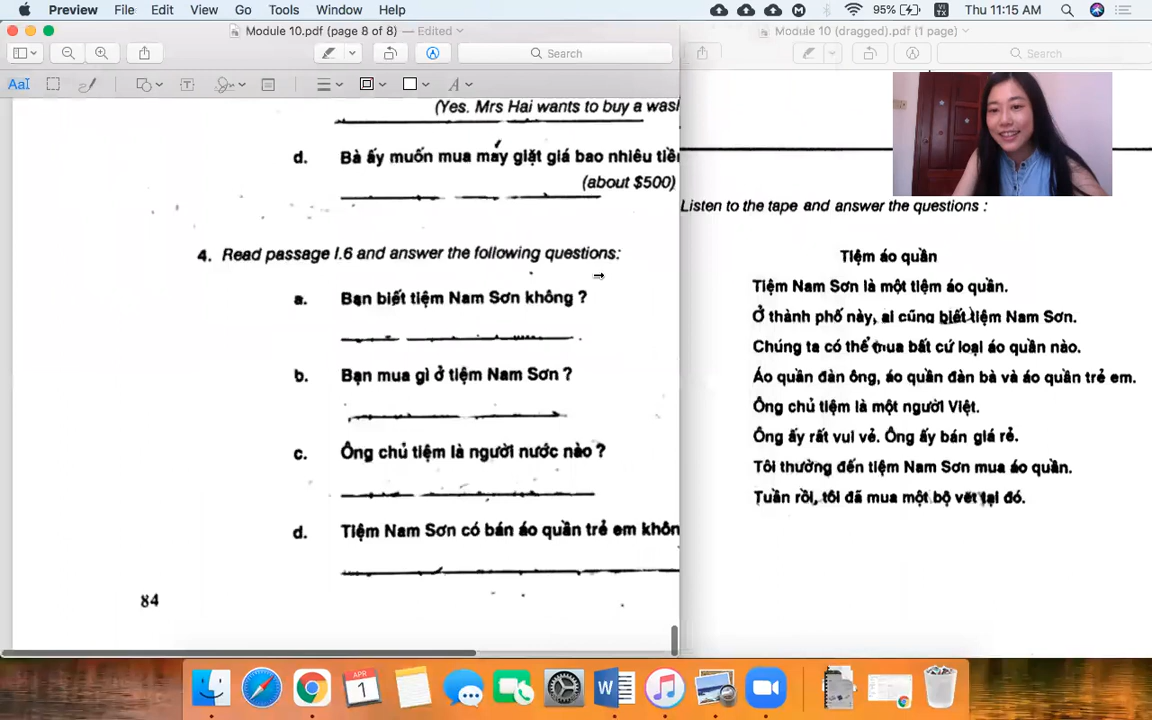 Preview File Edit View Go Tools Window Help
95% Thu 11:15 AM
Module 10.pdf (page 8 of 8) — Edited
Module 10 (dragged).pdf (1 page)
Search
Search
AaI
(Yes. Mrs Hai wants to buy a wasl
d. Bà ấy muốn mua máy giặt giá bao nhiêu tiền
(about $500)
4. Read passage I.6 and answer the following questions:
a. Bạn biết tiệm Nam Sơn không ?
b. Bạn mua gì ở tiệm Nam Sơn ?
c. Ông chủ tiệm là người nước nào ?
d. Tiệm Nam Sơn có bán áo quần trẻ em khôn
84
Listen to the tape and answer the questions :
Tiệm áo quần
Tiệm Nam Sơn là một tiệm áo quần.
Ở thành phố này, ai cũng biết tiệm Nam Sơn.
Chúng ta có thể mua bất cứ loại áo quần nào.
Áo quần đàn ông, áo quần đàn bà và áo quần trẻ em.
Ông chủ tiệm là một người Việt.
Ông ấy rất vui vẻ. Ông ấy bán giá rẻ.
Tôi thường đến tiệm Nam Sơn mua áo quần.
Tuần rồi, tôi đã mua một bộ vét tại đó.
APR
1
W